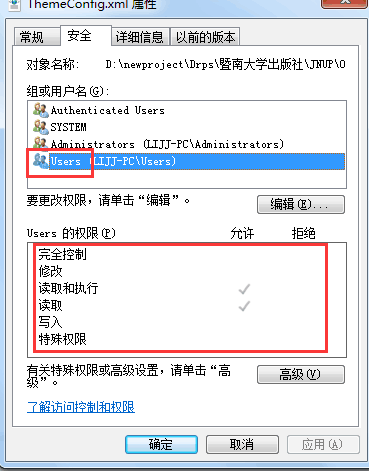 ThemeConfig.xml 属性
常规 安全 详细信息 以前的版本
对象名称: D:\newproject\Drps\暨南大学出版社\JNUP\O
组或用户名(G):
Authenticated Users
SYSTEM
Administrators (LIJJ-PC\Administrators)
Users (LIJJ-PC\Users)
要更改权限，请单击“编辑”。 编辑(E)...
Users 的权限(P) 允许 拒绝
完全控制
修改
读取和执行
读取
写入
特殊权限
有关特殊权限或高级设置，请单击“高级”。 高级(V)
了解访问控制和权限
确定 取消 应用(A)